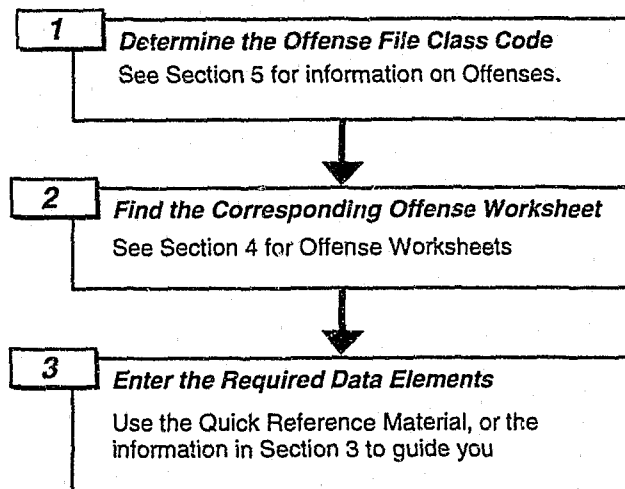 1
Determine the Offense File Class Code
See Section 5 for information on Offenses.
2
Find the Corresponding Offense Worksheet
See Section 4 for Offense Worksheets
3
Enter the Required Data Elements
Use the Quick Reference Material, or the
information in Section 3 to guide you